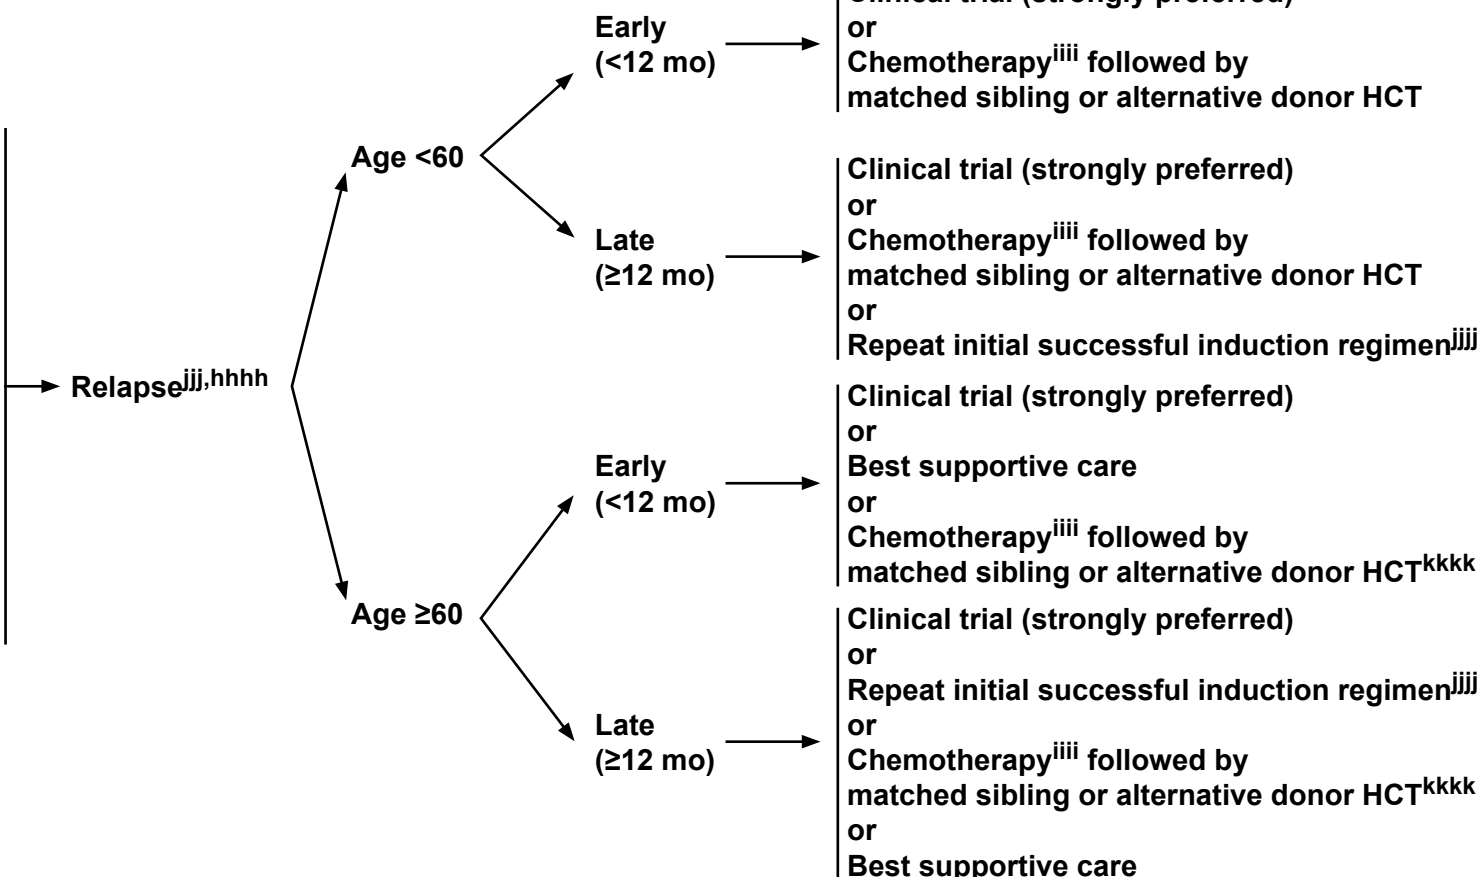 Clinical trial (strongly preferred)
or
Chemotherapyiiii followed by
matched sibling or alternative donor HCT
Early
(<12 mo)
Age <60
Late
(≥12 mo)
Clinical trial (strongly preferred)
or
Chemotherapyiiii followed by
matched sibling or alternative donor HCT
or
Repeat initial successful induction regimenjjjj
Relapsejjj,hhhh
Early
(<12 mo)
Clinical trial (strongly preferred)
or
Best supportive care
or
Chemotherapyiiii followed by
matched sibling or alternative donor HCTkkkk
Age ≥60
Late
(≥12 mo)
Clinical trial (strongly preferred)
or
Repeat initial successful induction regimenjjjj
or
Chemotherapyiiii followed by
matched sibling or alternative donor HCTkkkk
or
Best supportive care